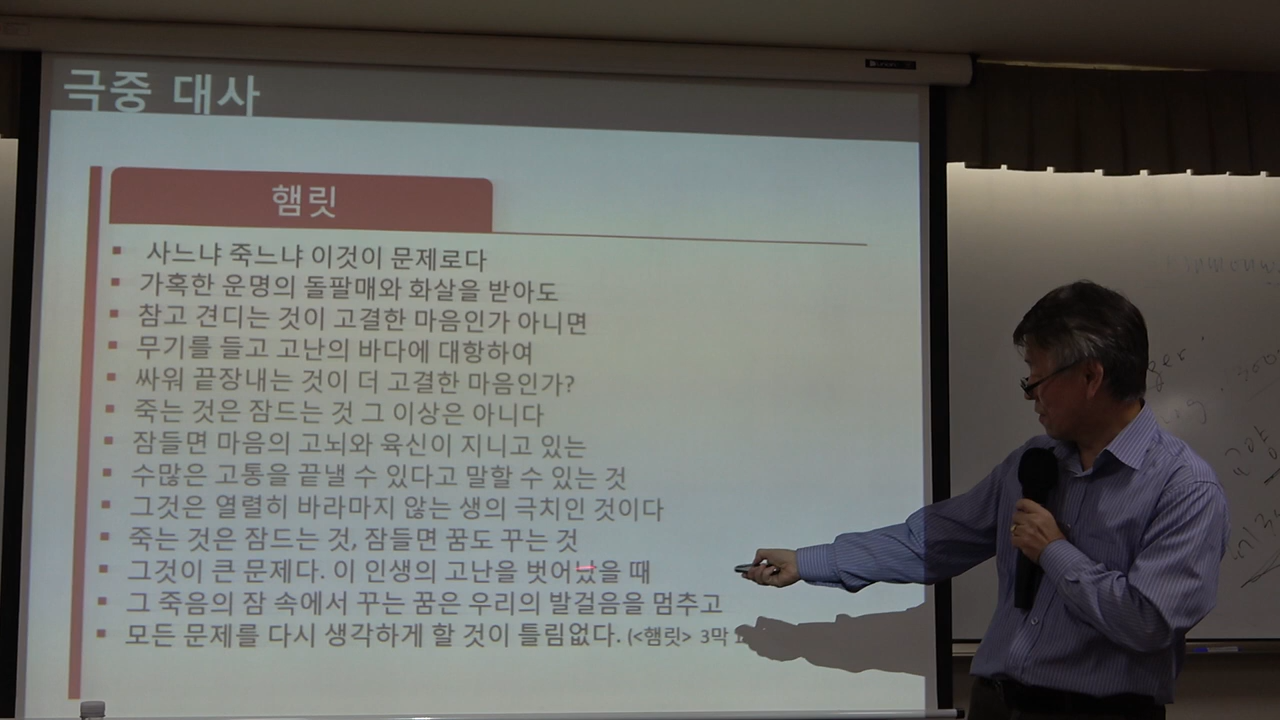 극중 대사
햄릿
사느냐 죽느냐 이것이 문제로다
가혹한 운명의 돌팔매와 화살을 받아도
참고 견디는 것이 고결한 마음인가 아니면
무기를 들고 고난의 바다에 대항하여
싸워 끝장내는 것이 더 고결한 마음인가?
죽는 것은 잠드는 것 그 이상은 아니다
잠들면 마음의 고뇌와 육신이 지니고 있는
수많은 고통을 끝낼 수 있다고 말할 수 있는 것
그것은 열렬히 바라마지 않는 생의 극치인 것이다
죽는 것은 잠드는 것, 잠들면 꿈도 꾸는 것
그것이 큰 문제다. 이 인생의 고난을 벗어났을 때
그 죽음의 잠 속에서 꾸는 꿈은 우리의 발걸음을 멈추고
모든 문제를 다시 생각하게 할 것이 틀림없다. (<햄릿> 3막